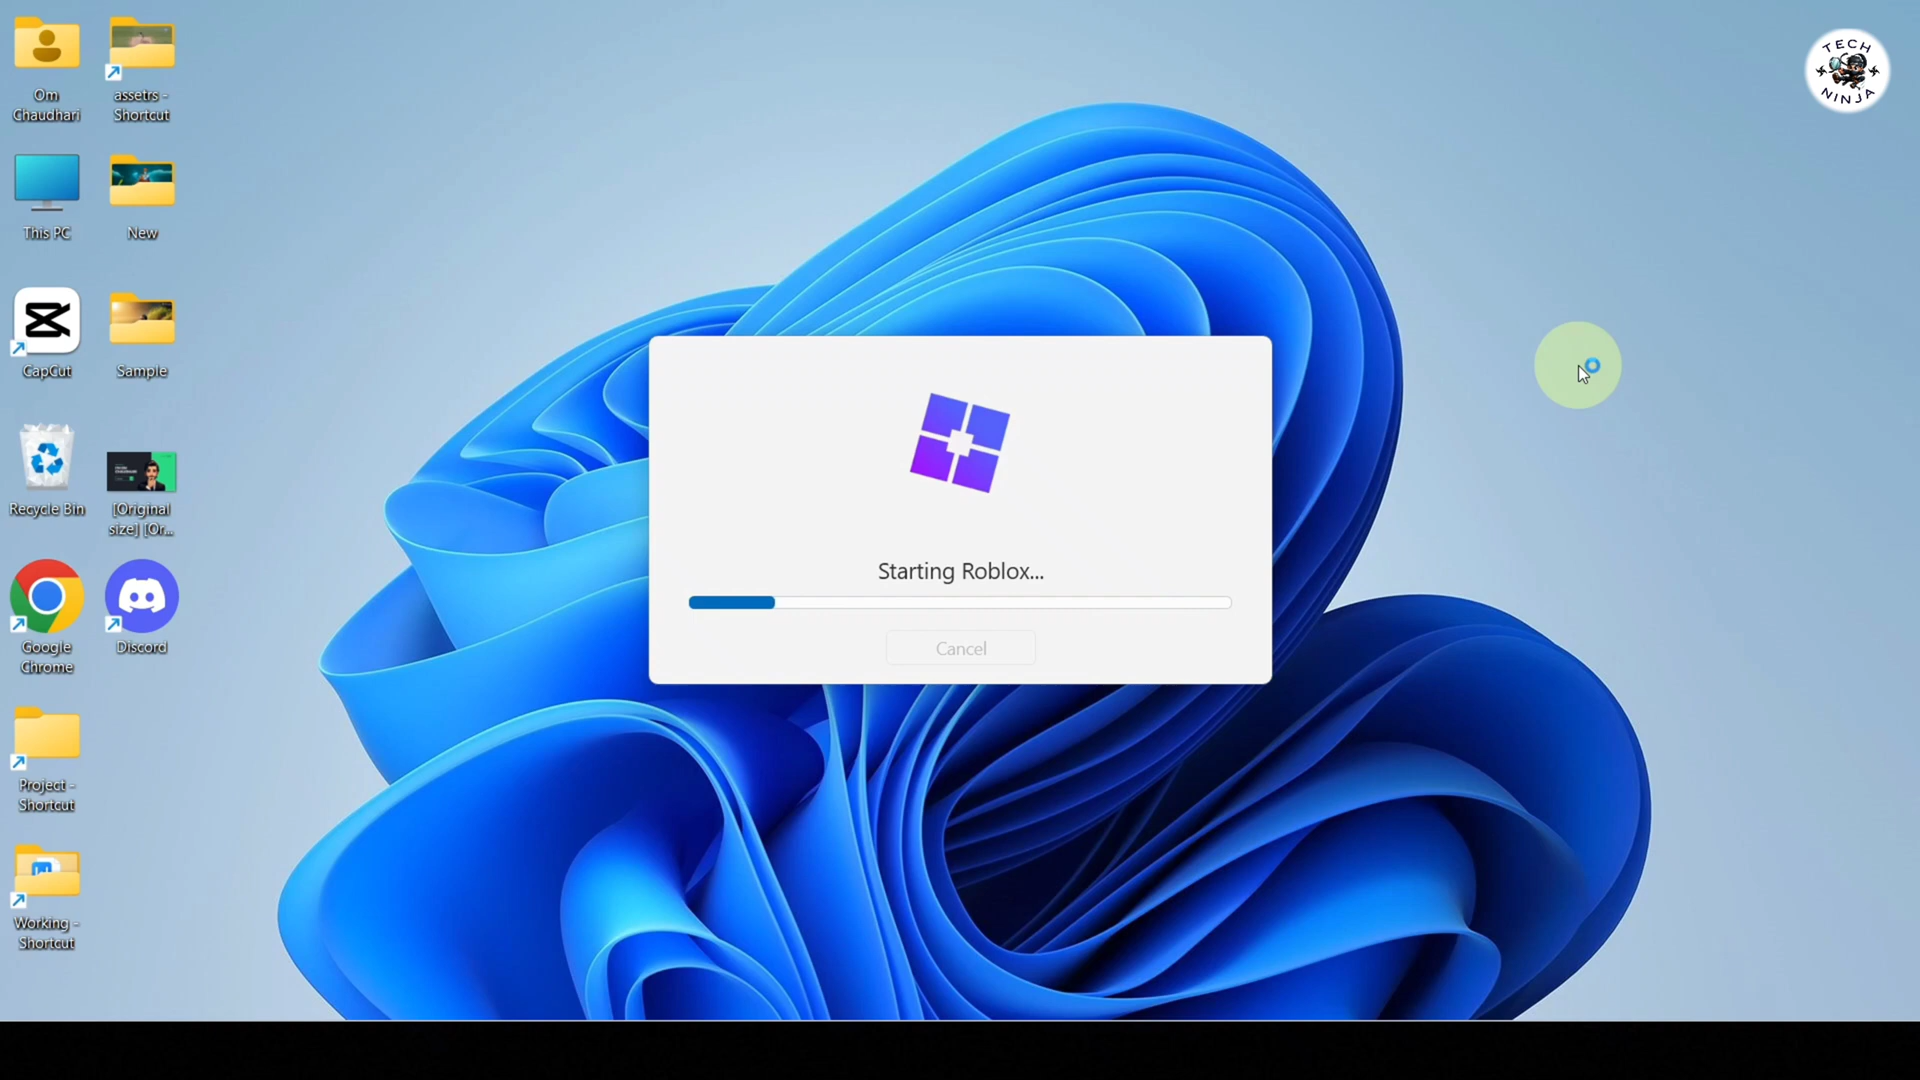 Om
Chaudhari
assetrs -
Shortcut
This PC
New
CapCut
Sample
Recycle Bin
[Original
size] [Or...
Google
Chrome
Discord
Project -
Shortcut
Working -
Shortcut
Starting Roblox...
Cancel
TECH
NINJA